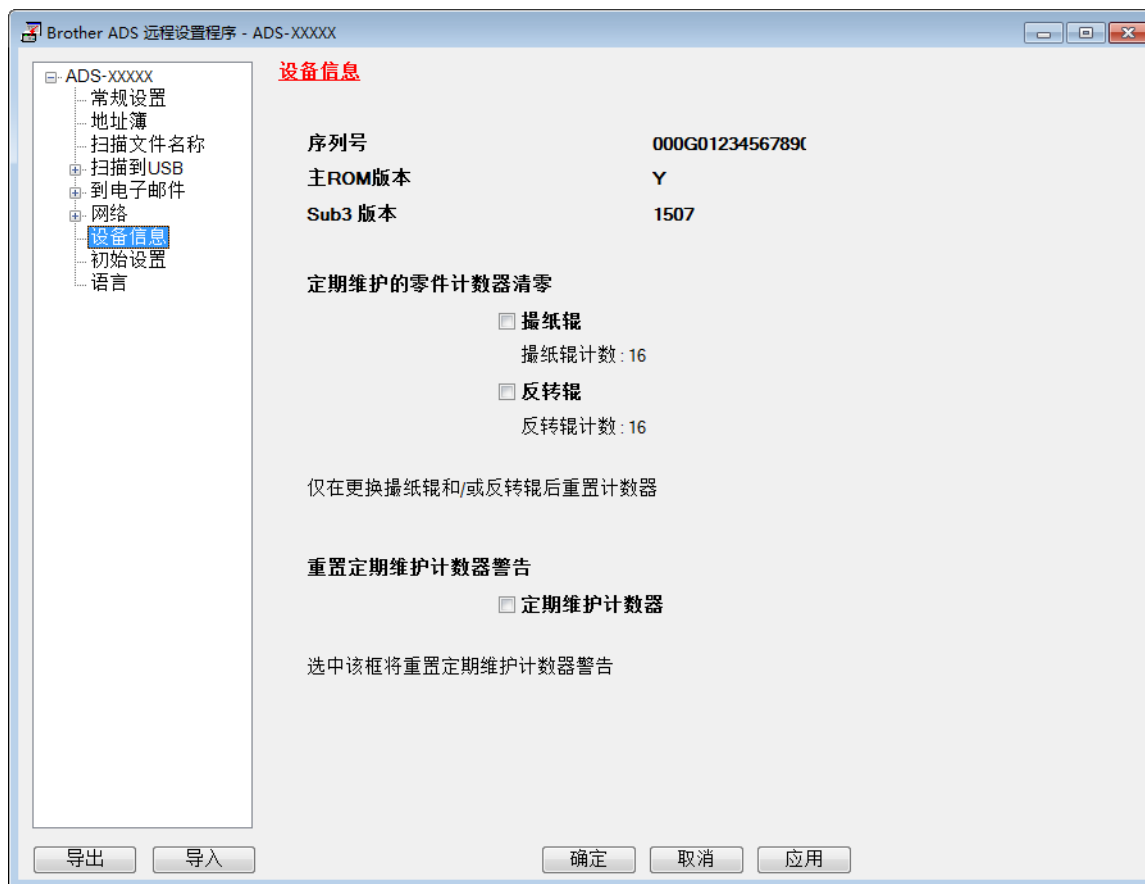 Brother ADS 远程设置程序 - ADS-XXXXX
ADS-XXXXX
常规设置
地址簿
扫描文件名称
扫描到USB
到电子邮件
网络
设备信息
初始设置
语言
设备信息
序列号 000G01234567890
主ROM版本 Y
Sub3 版本 1507
定期维护的零件计数器清零
撮纸辊
撮纸辊计数 : 16
反转辊
反转辊计数 : 16
仅在更换撮纸辊和/或反转辊后重置计数器
重置定期维护计数器警告
定期维护计数器
选中该框将重置定期维护计数器警告
导出 导入 确定 取消 应用